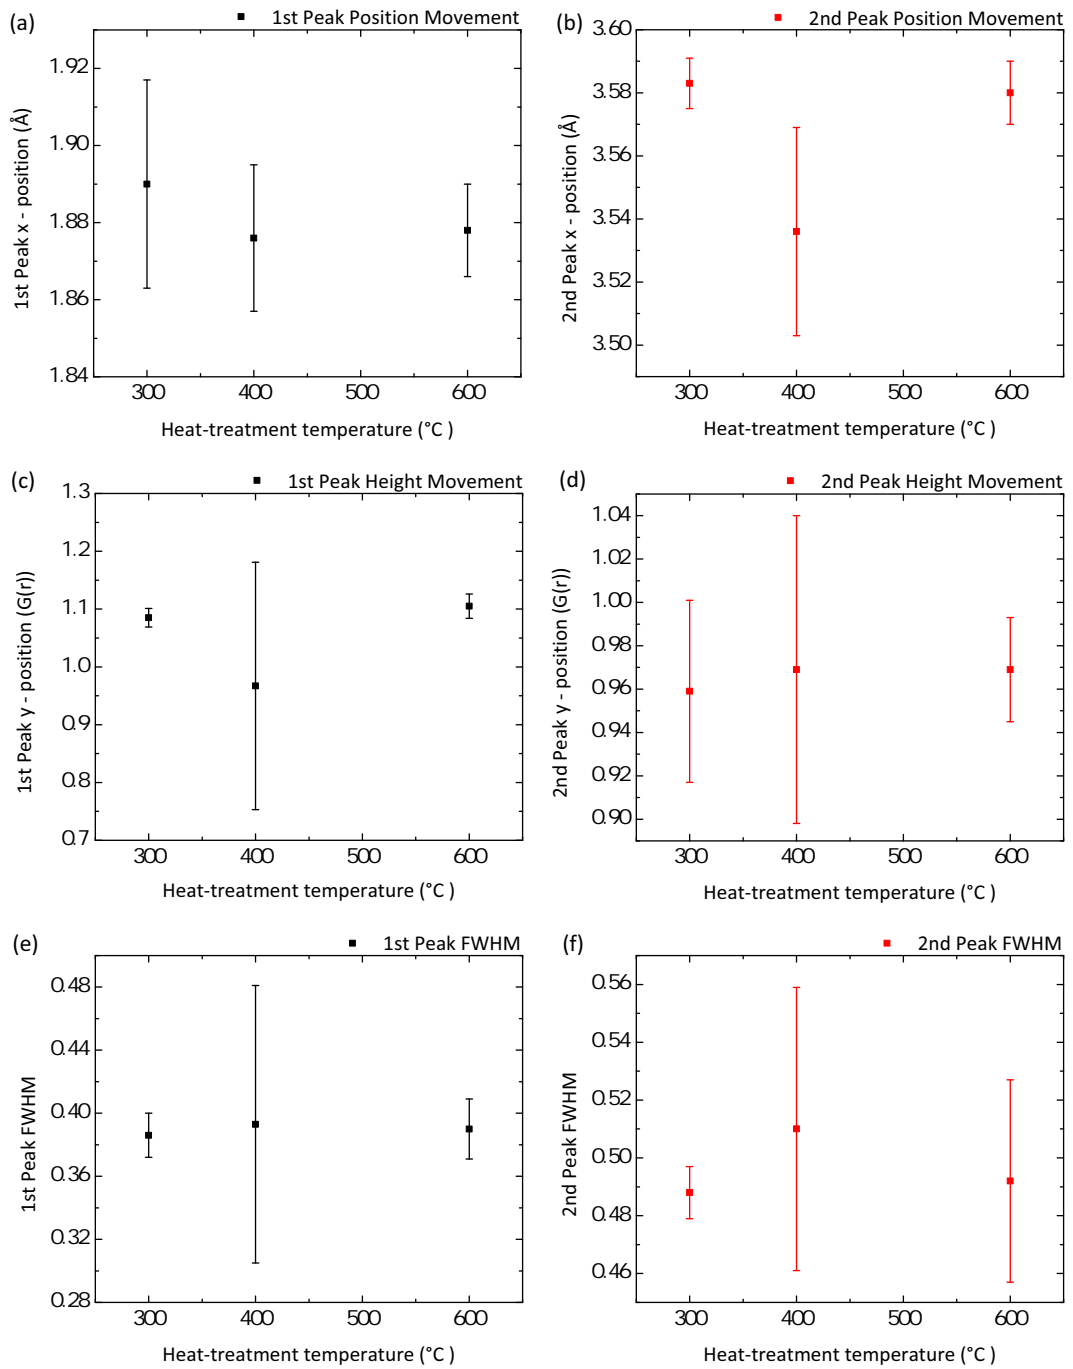 (a)
1st Peak Position Movement
1.92
1.90
1.88
1.86
1.84
1st Peak x - position (Å)
300 400 500 600
Heat-treatment temperature (°C )
(b)
2nd Peak Position Movement
3.60
3.58
3.56
3.54
3.52
3.50
2nd Peak x - position (Å)
300 400 500 600
Heat-treatment temperature (°C )
(c)
1st Peak Height Movement
1.3
1.2
1.1
1.0
0.9
0.8
0.7
1st Peak y - position (G(r))
300 400 500 600
Heat-treatment temperature (°C )
(d)
2nd Peak Height Movement
1.04
1.02
1.00
0.98
0.96
0.94
0.92
0.90
2nd Peak y - position (G(r))
300 400 500 600
Heat-treatment temperature (°C )
(e)
1st Peak FWHM
0.48
0.44
0.40
0.36
0.32
0.28
1st Peak FWHM
300 400 500 600
Heat-treatment temperature (°C )
(f)
2nd Peak FWHM
0.56
0.54
0.52
0.50
0.48
0.46
2nd Peak FWHM
300 400 500 600
Heat-treatment temperature (°C )